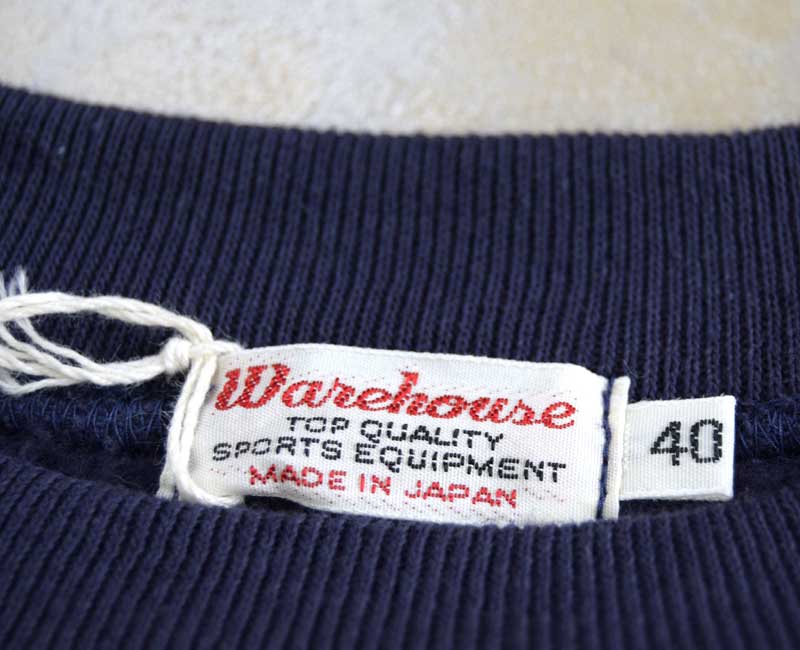 Warehouse
TOP QUALITY
SPORTS EQUIPMENT
MADE IN JAPAN
40